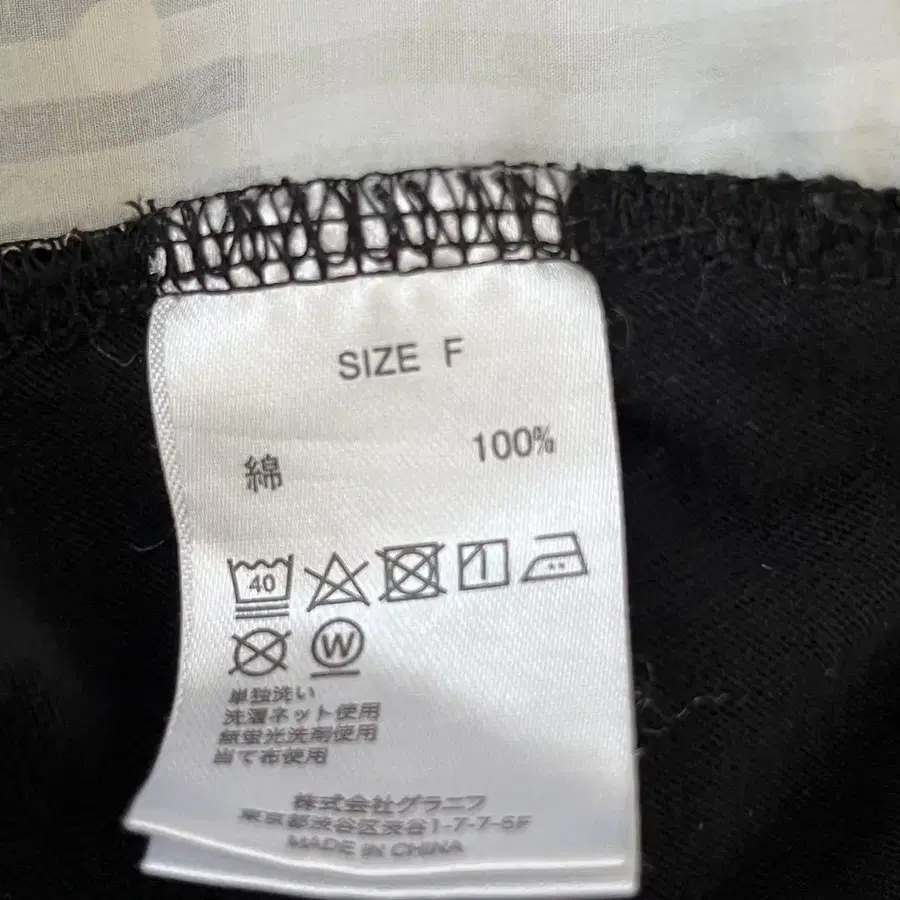 SIZE F
綿 100%
40
W
単独洗い
洗濯ネット使用
無蛍光洗剤使用
当て布使用
株式会社グラニフ
東京都渋谷区渋谷1-7-7-5F
MADE IN CHINA